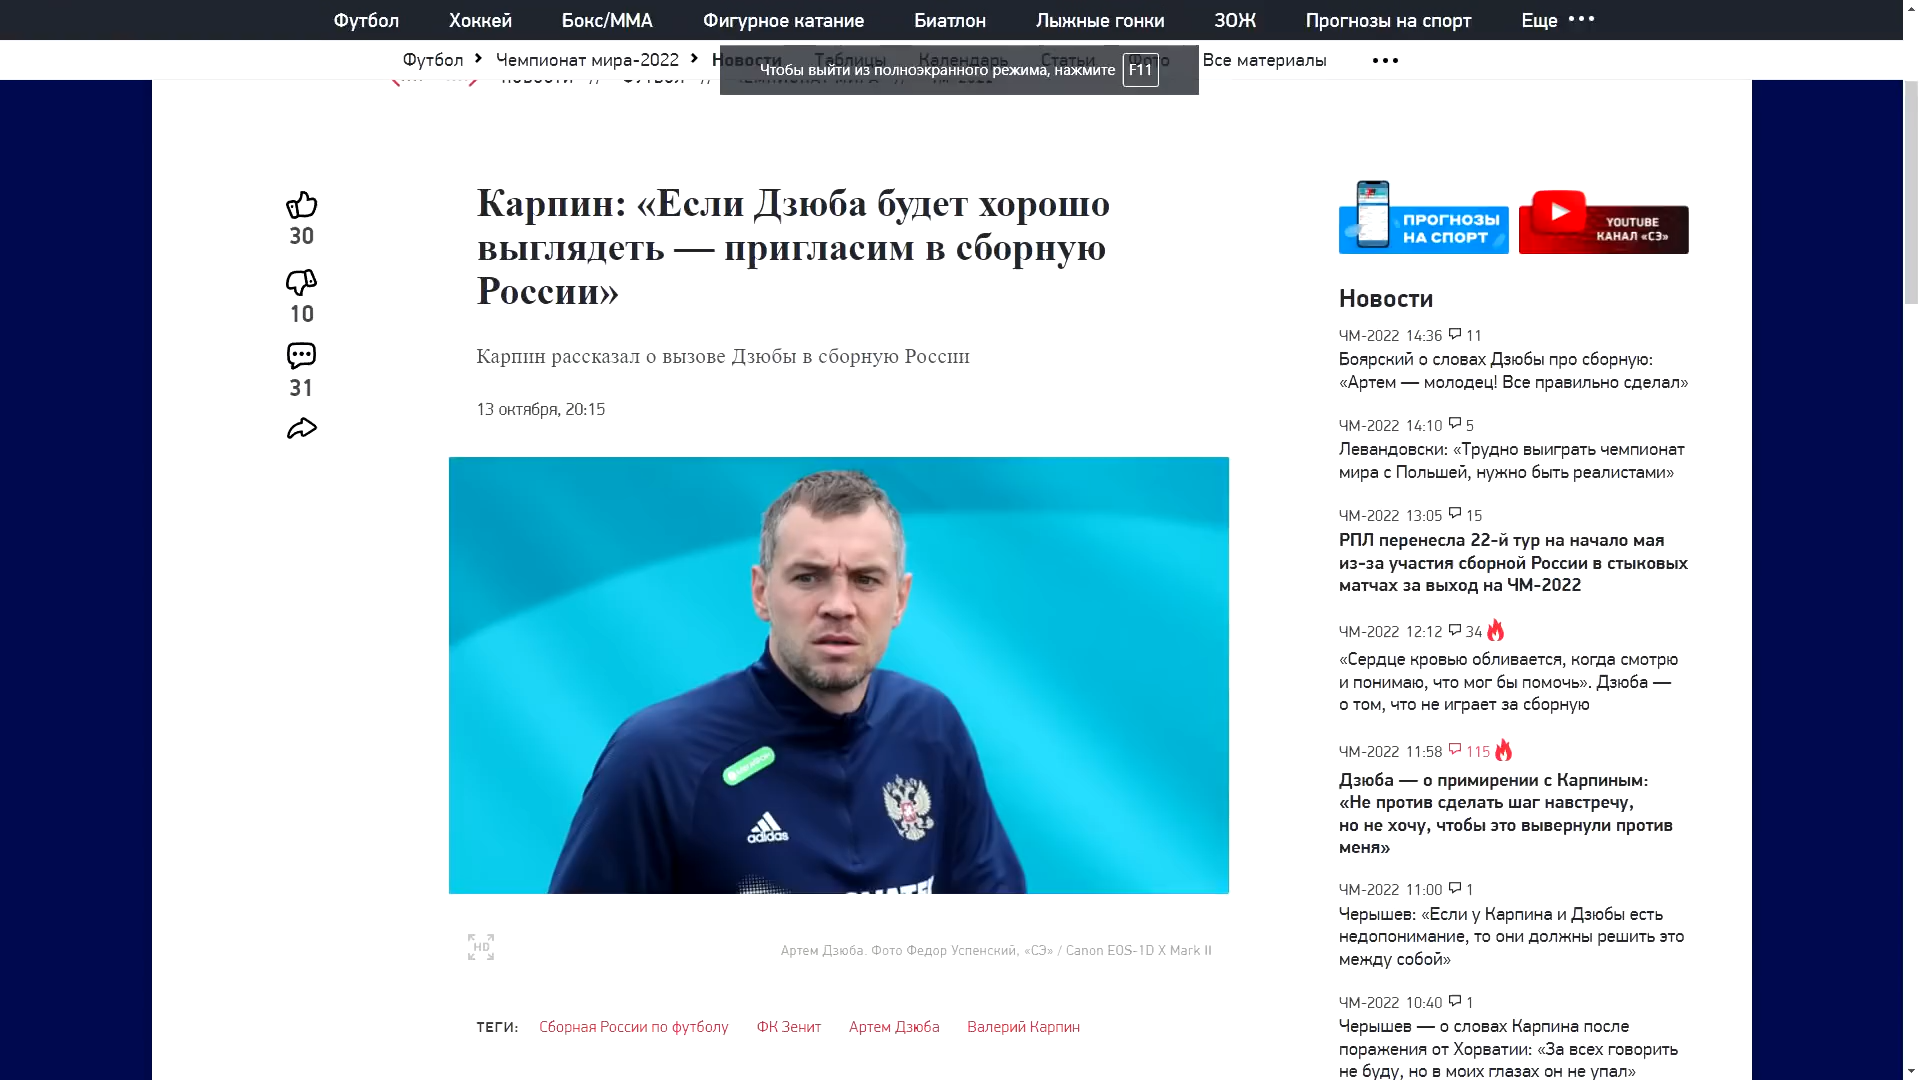 Футбол Хоккей Бокс/ММА Фигурное катание Биатлон Лыжные гонки ЗОЖ Прогнозы на спорт Еще
Футбол Чемпионат мира-2022 Новости Таблицы Календарь Статьи Фото Все материалы
Чтобы выйти из полноэкранного режима, нажмите F11
НОВОСТИ // ФУТБОЛ // ЧЕМПИОНАТ МИРА //
30
10
31
Карпин: «Если Дзюба будет хорошо
выглядеть — пригласим в сборную
России»
Карпин рассказал о вызове Дзюбы в сборную России
13 октября, 20:15
adidas
HD
Артем Дзюба. Фото Федор Успенский, «СЭ» / Canon EOS-1D X Mark II
ТЕГИ: Сборная России по футболу ФК Зенит Артем Дзюба Валерий Карпин
ПРОГНОЗЫ
НА СПОРТ
YOUTUBE
КАНАЛ «СЭ»
Новости
ЧМ-2022 14:36 11
Боярский о словах Дзюбы про сборную:
«Артем — молодец! Все правильно сделал»
ЧМ-2022 14:10 5
Левандовски: «Трудно выиграть чемпионат
мира с Польшей, нужно быть реалистами»
ЧМ-2022 13:05 15
РПЛ перенесла 22-й тур на начало мая
из-за участия сборной России в стыковых
матчах за выход на ЧМ-2022
ЧМ-2022 12:12 34
«Сердце кровью обливается, когда смотрю
и понимаю, что мог бы помочь». Дзюба —
о том, что не играет за сборную
ЧМ-2022 11:58 115
Дзюба — о примирении с Карпиным:
«Не против сделать шаг навстречу,
но не хочу, чтобы это вывернули против
меня»
ЧМ-2022 11:00 1
Черышев: «Если у Карпина и Дзюбы есть
недопонимание, то они должны решить это
между собой»
ЧМ-2022 10:40 1
Черышев — о словах Карпина после
поражения от Хорватии: «За всех говорить
не буду, но в моих глазах он не упал»